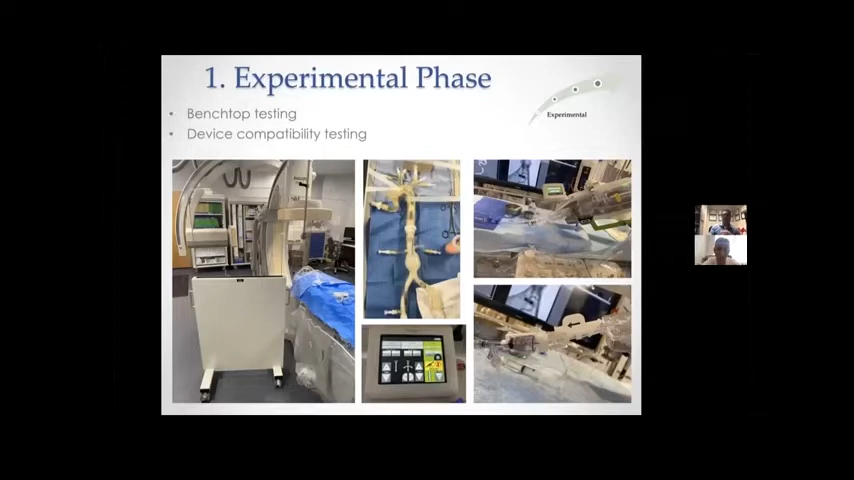 1. Experimental Phase
• Benchtop testing
• Device compatibility testing
Experimental